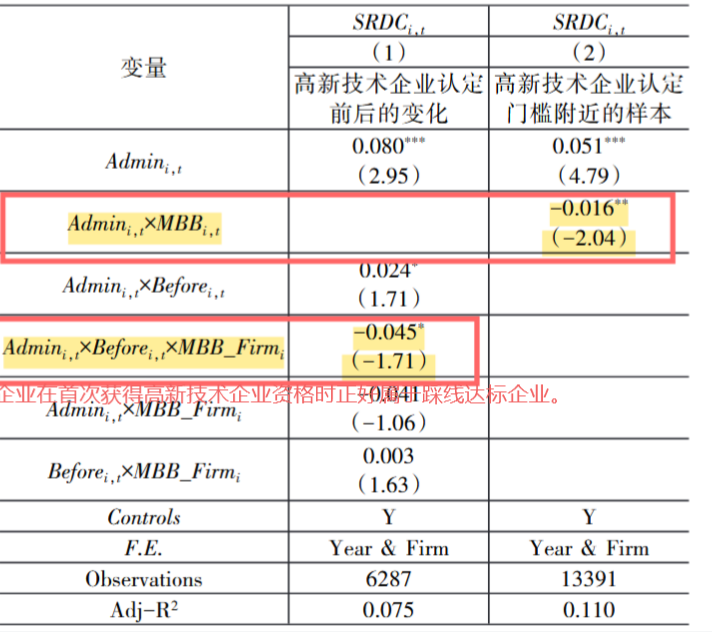 变量 SRDCi,t SRDCi,t
(1) (2)
高新技术企业认定前后的变化 高新技术企业认定门槛附近的样本
Admini,t 0.080*** 0.051***
(2.95) (4.79)
Admini,t×MBBi,t -0.016**
(-2.04)
Admini,t×Beforei,t 0.024*
(1.71)
Admini,t×Beforei,t×MBB_Firmi -0.045*
(-1.71)
企业在首次获得高新技术企业资格时正好属于踩线达标企业。
Admini,t×MBB_Firmi -0.041
(-1.06)
Beforei,t×MBB_Firmi 0.003
(1.63)
Controls Y Y
F.E. Year & Firm Year & Firm
Observations 6287 13391
Adj-R² 0.075 0.110